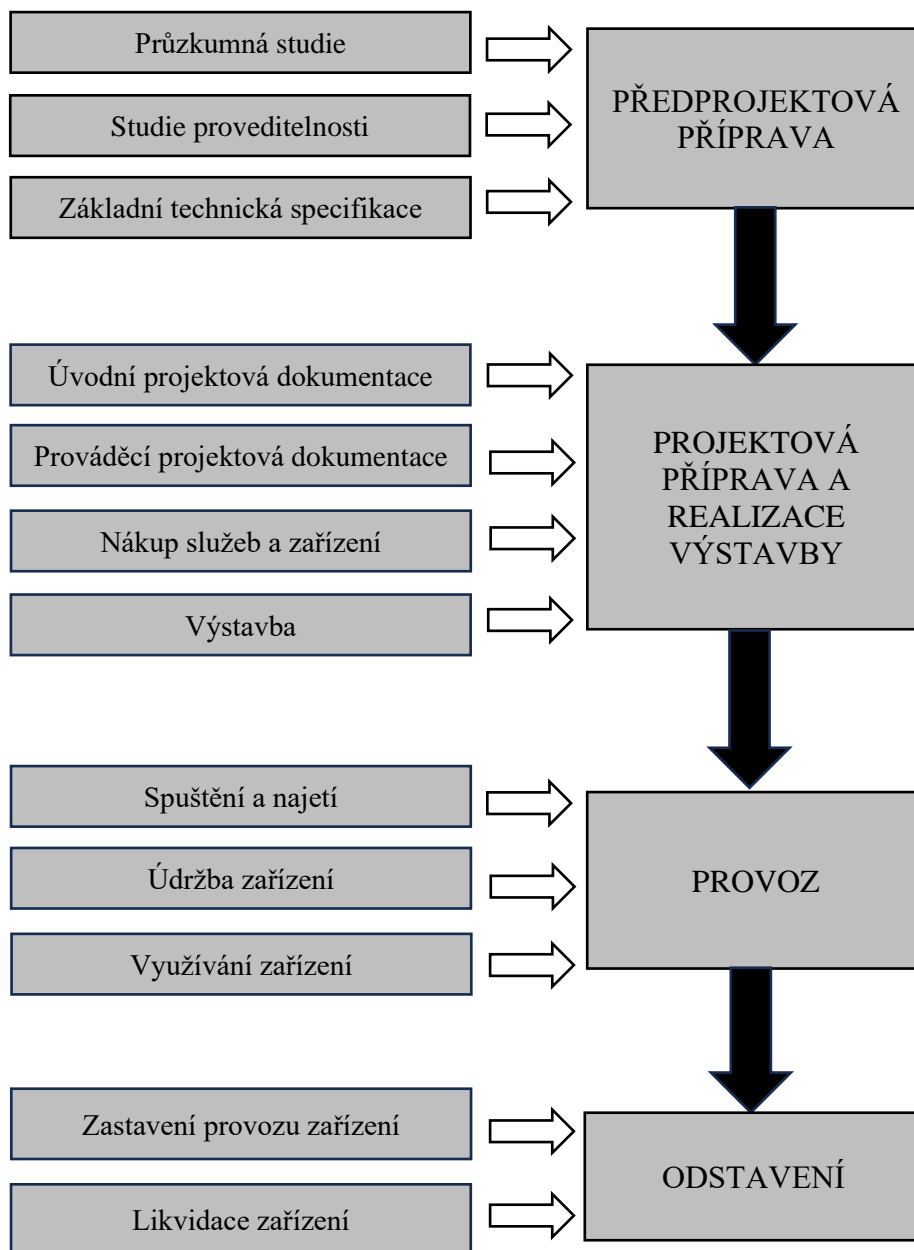 Průzkumná studie
Studie proveditelnosti
Základní technická specifikace
PŘEDPROJEKTOVÁ
PŘÍPRAVA
Úvodní projektová dokumentace
Prováděcí projektová dokumentace
Nákup služeb a zařízení
Výstavba
PROJEKTOVÁ
PŘÍPRAVA A
REALIZACE
VÝSTAVBY
Spuštění a najetí
Údržba zařízení
Využívání zařízení
PROVOZ
Zastavení provozu zařízení
Likvidace zařízení
ODSTAVENÍ